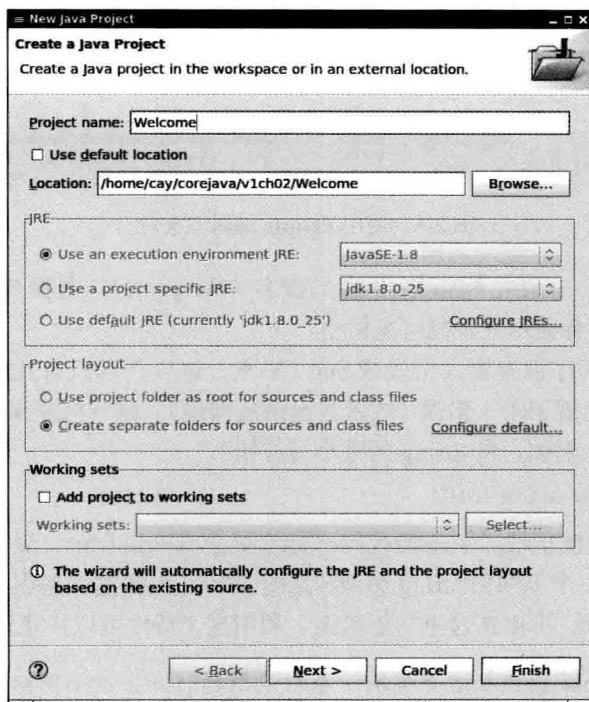 New Java Project
Create a Java Project
Create a Java project in the workspace or in an external location.
Project name: Welcome
Use default location
Location: /home/cay/corejava/v1ch02/Welcome Browse...
JRE
Use an execution environment JRE: JavaSE-1.8
Use a project specific JRE: jdk1.8.0_25
Use default JRE (currently 'jdk1.8.0_25') Configure JREs...
Project layout
Use project folder as root for sources and class files
Create separate folders for sources and class files Configure default...
Working sets
Add project to working sets
Working sets: Select...
The wizard will automatically configure the JRE and the project layout
based on the existing source.
< Back Next > Cancel Finish